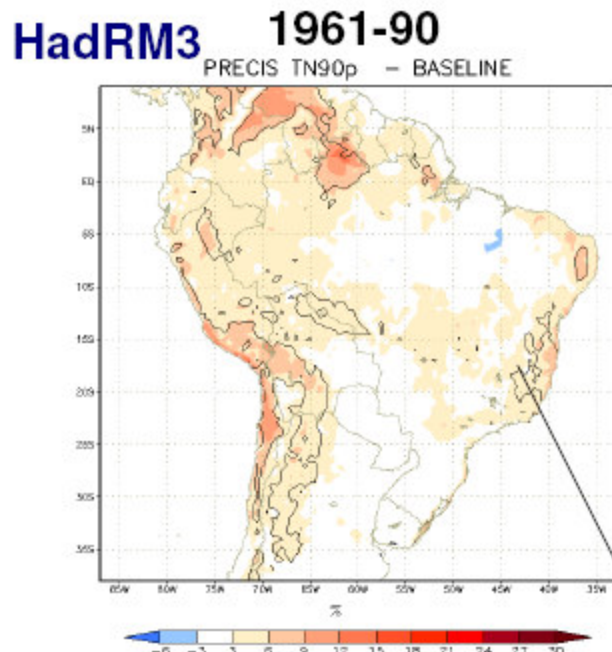 HadRM3 1961-90
PRECIS TN90p – BASELINE
5N
EQ
5S
10S
15S
20S
25S
30S
35S
85W 80W 75W 70W 65W 60W 55W 50W 45W 40W 35W
%
-6 -3 3 6 9 12 15 18 21 24 27 30